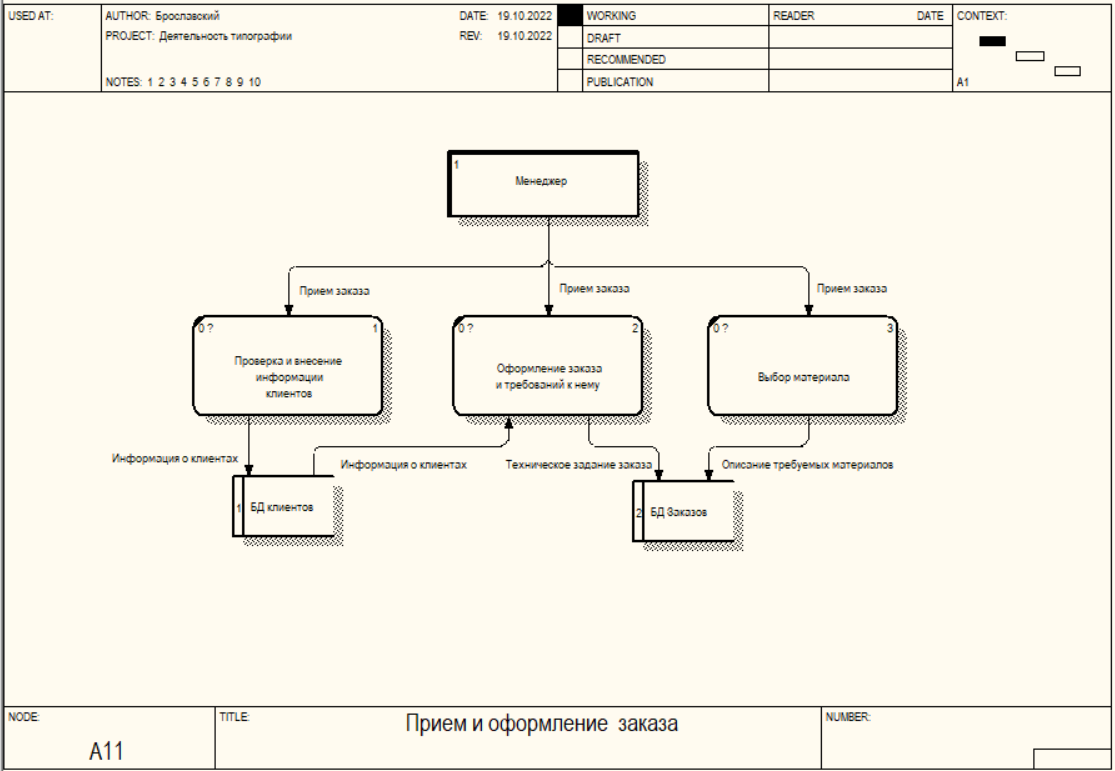 USED AT:
AUTHOR: Брославский
DATE: 19.10.2022
WORKING
READER
DATE
CONTEXT:
PROJECT: Деятельность типографии
REV: 19.10.2022
DRAFT
RECOMMENDED
NOTES: 1 2 3 4 5 6 7 8 9 10
PUBLICATION
A1
1
Менеджер
Прием заказа
Прием заказа
Прием заказа
0 ?
1
Проверка и внесение
информации
клиентов
0 ?
2
Оформление заказа
и требований к нему
0 ?
3
Выбор материала
Информация о клиентах
Информация о клиентах
Техническое задание заказа
Описание требуемых материалов
1
БД клиентов
2
БД Заказов
NODE:
A11
TITLE:
Прием и оформление заказа
NUMBER: